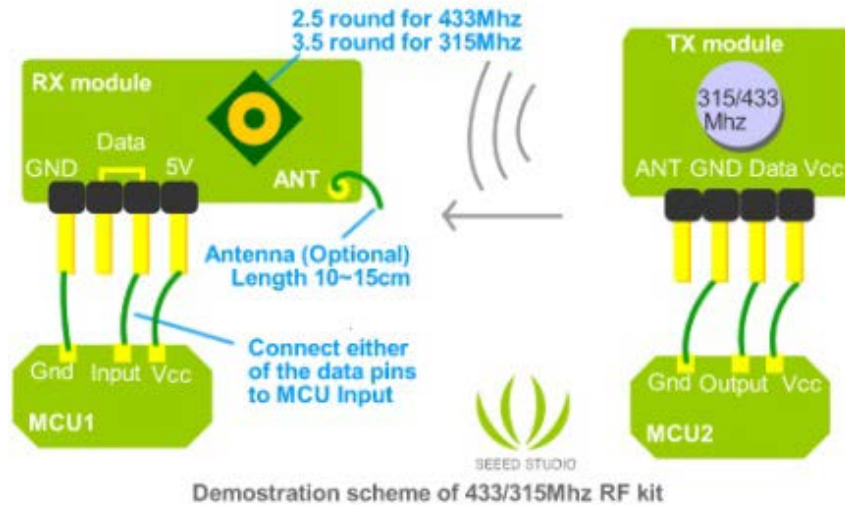 2.5 round for 433Mhz
3.5 round for 315Mhz
RX module
Data
GND
5V
ANT
Antenna (Optional)
Length 10~15cm
Connect either
of the data pins
to MCU Input
Gnd Input Vcc
MCU1
TX module
315/433
Mhz
ANT GND Data Vcc
Gnd Output Vcc
MCU2
SEEED STUDIO
Demostration scheme of 433/315Mhz RF kit